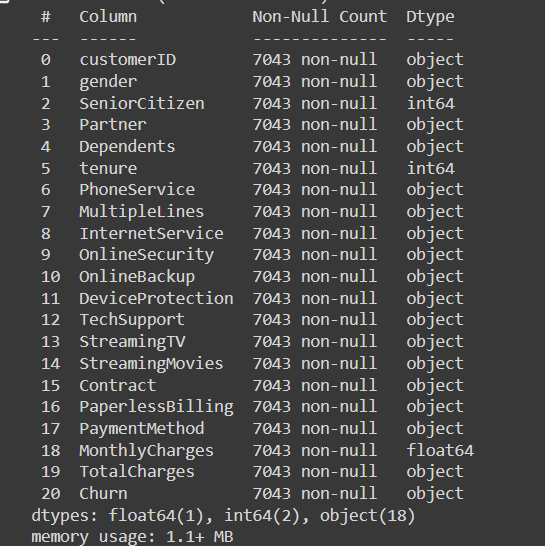 #   Column            Non-Null Count  Dtype
---  ------            --------------  -----
 0   customerID        7043 non-null   object
 1   gender            7043 non-null   object
 2   SeniorCitizen     7043 non-null   int64
 3   Partner           7043 non-null   object
 4   Dependents        7043 non-null   object
 5   tenure            7043 non-null   int64
 6   PhoneService      7043 non-null   object
 7   MultipleLines     7043 non-null   object
 8   InternetService   7043 non-null   object
 9   OnlineSecurity    7043 non-null   object
 10  OnlineBackup      7043 non-null   object
 11  DeviceProtection  7043 non-null   object
 12  TechSupport       7043 non-null   object
 13  StreamingTV       7043 non-null   object
 14  StreamingMovies   7043 non-null   object
 15  Contract          7043 non-null   object
 16  PaperlessBilling  7043 non-null   object
 17  PaymentMethod     7043 non-null   object
 18  MonthlyCharges    7043 non-null   float64
 19  TotalCharges      7043 non-null   object
 20  Churn             7043 non-null   object
dtypes: float64(1), int64(2), object(18)
memory usage: 1.1+ MB